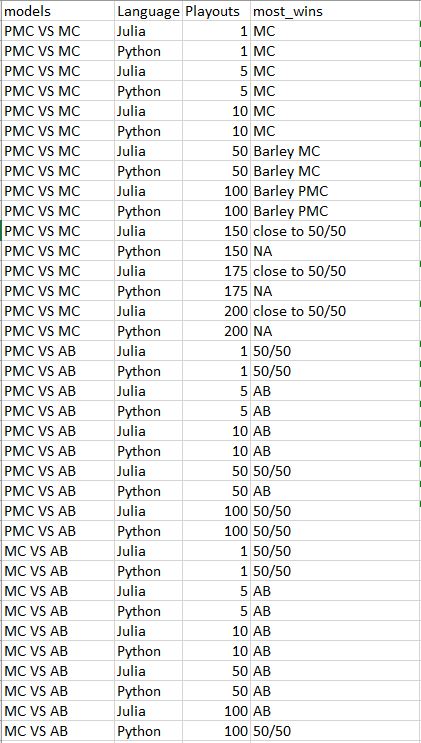 models Language Playouts most_wins
PMC VS MC Julia 1 MC
PMC VS MC Python 1 MC
PMC VS MC Julia 5 MC
PMC VS MC Python 5 MC
PMC VS MC Julia 10 MC
PMC VS MC Python 10 MC
PMC VS MC Julia 50 Barley MC
PMC VS MC Python 50 Barley MC
PMC VS MC Julia 100 Barley PMC
PMC VS MC Python 100 Barley PMC
PMC VS MC Julia 150 close to 50/50
PMC VS MC Python 150 NA
PMC VS MC Julia 175 close to 50/50
PMC VS MC Python 175 NA
PMC VS MC Julia 200 close to 50/50
PMC VS MC Python 200 NA
PMC VS AB Julia 1 50/50
PMC VS AB Python 1 50/50
PMC VS AB Julia 5 AB
PMC VS AB Python 5 AB
PMC VS AB Julia 10 AB
PMC VS AB Python 10 AB
PMC VS AB Julia 50 50/50
PMC VS AB Python 50 AB
PMC VS AB Julia 100 50/50
PMC VS AB Python 100 50/50
MC VS AB Julia 1 50/50
MC VS AB Python 1 50/50
MC VS AB Julia 5 AB
MC VS AB Python 5 AB
MC VS AB Julia 10 AB
MC VS AB Python 10 AB
MC VS AB Julia 50 AB
MC VS AB Python 50 AB
MC VS AB Julia 100 AB
MC VS AB Python 100 50/50